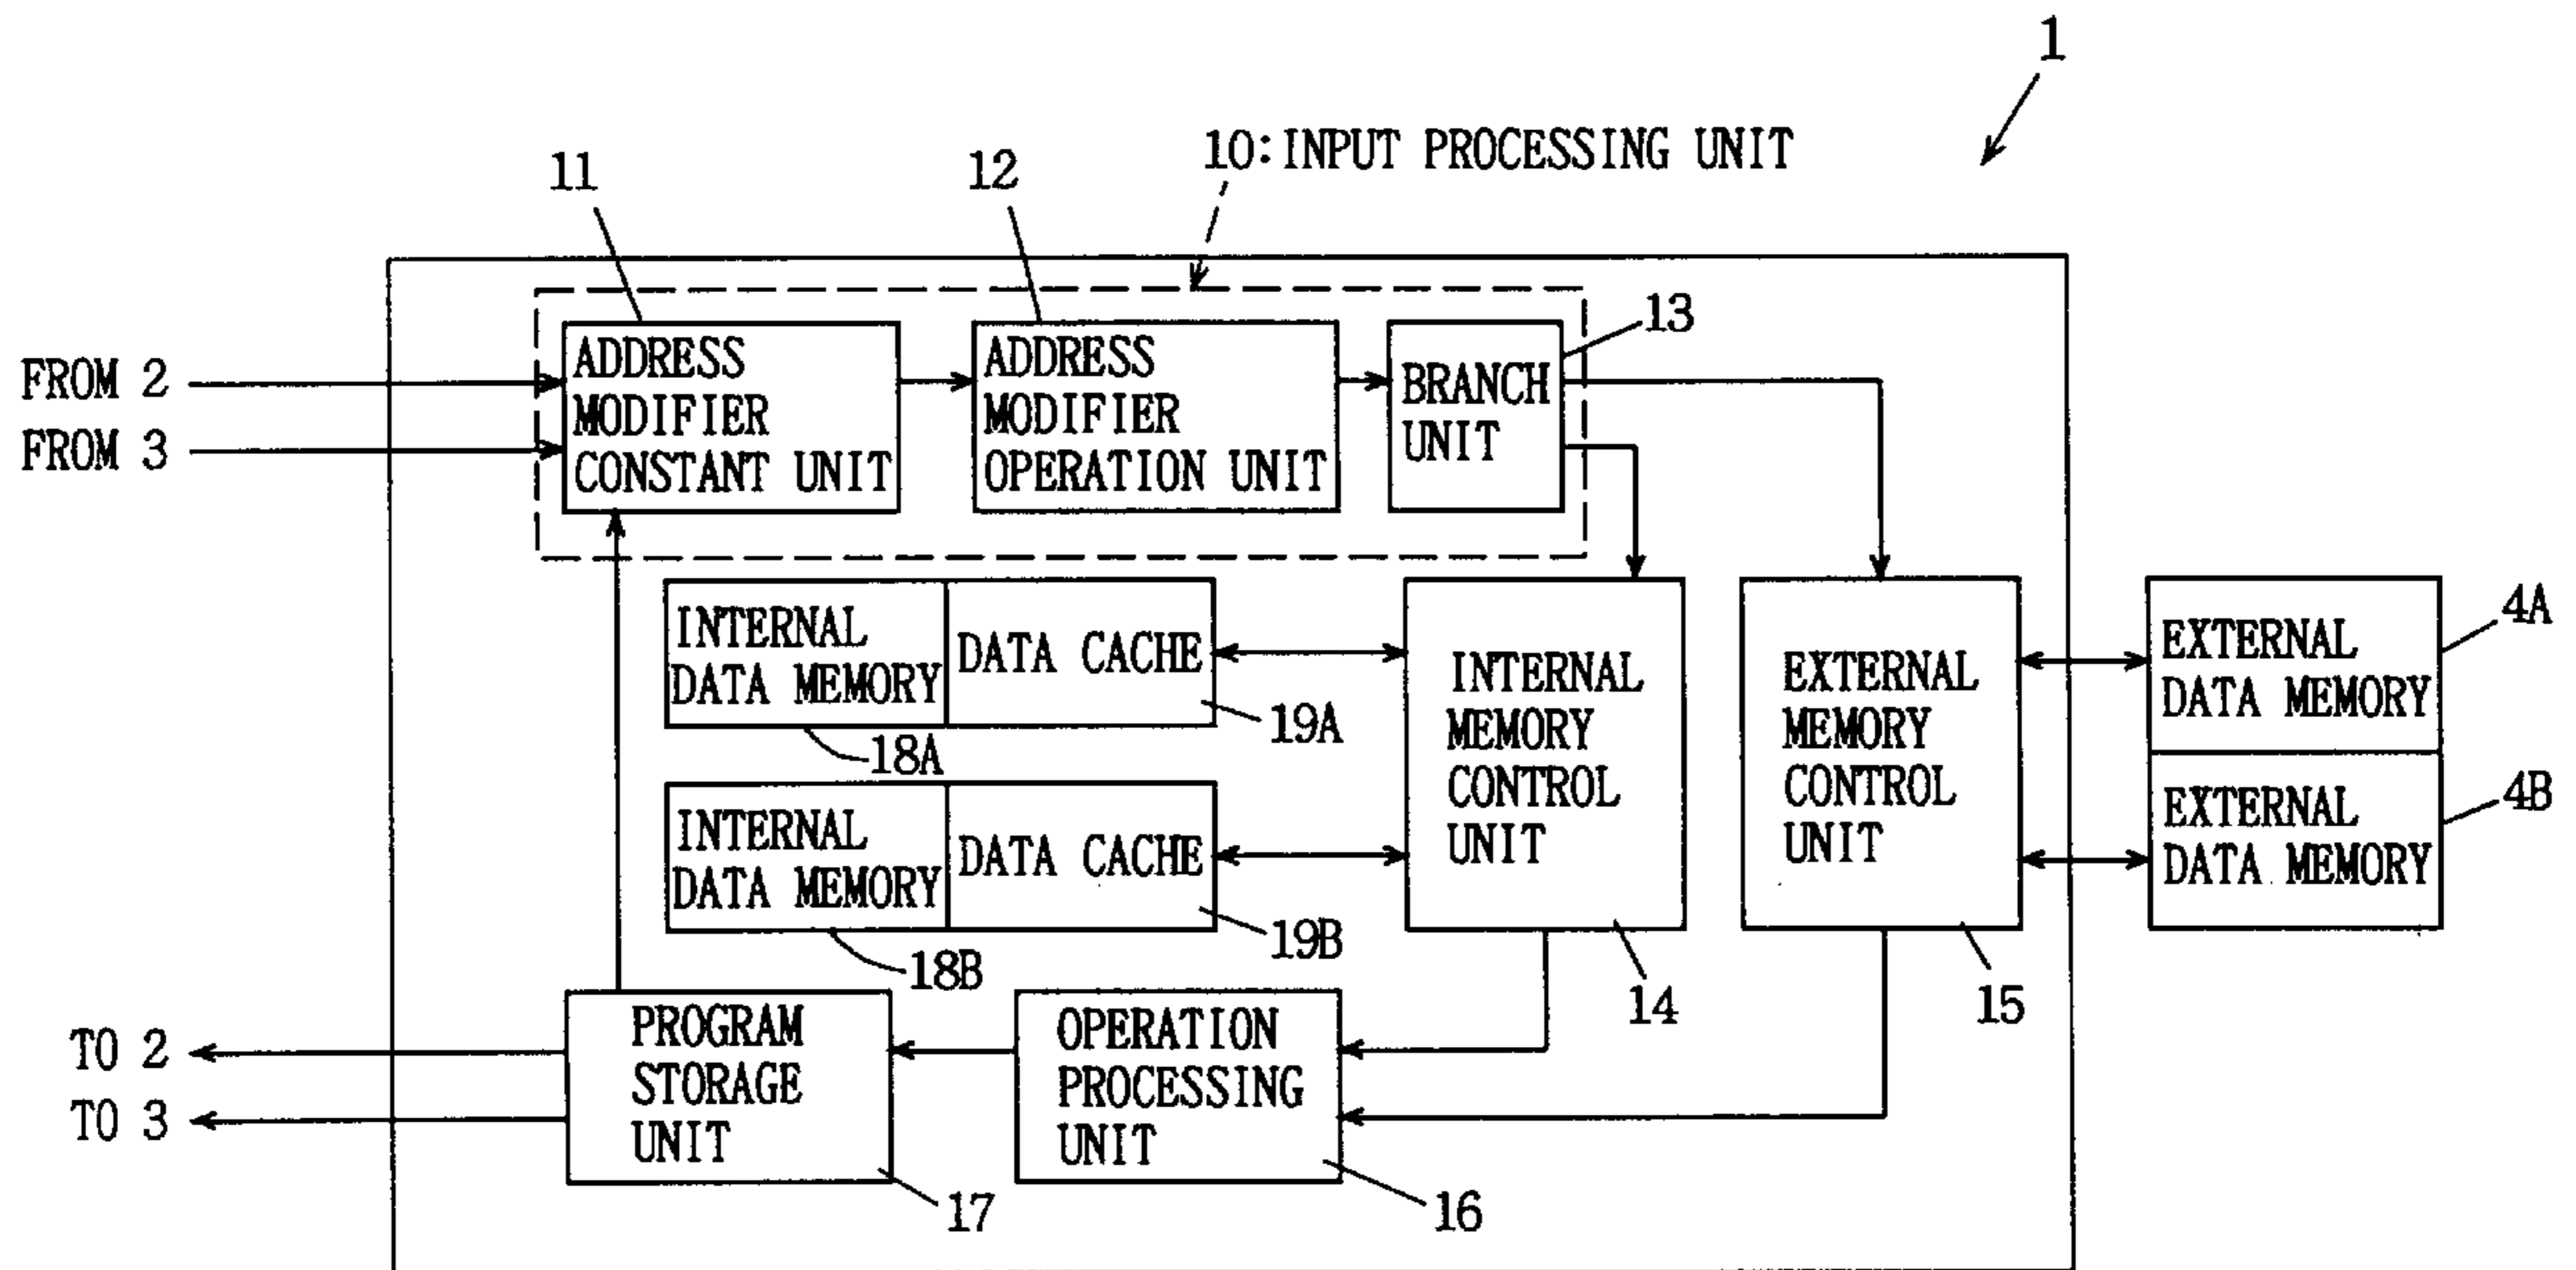 1
10:INPUT PROCESSING UNIT
11
12
13
FROM 2
FROM 3
ADDRESS
MODIFIER
CONSTANT UNIT
ADDRESS
MODIFIER
OPERATION UNIT
BRANCH
UNIT
INTERNAL
DATA MEMORY
DATA CACHE
19A
18A
INTERNAL
DATA MEMORY
DATA CACHE
19B
18B
INTERNAL
MEMORY
CONTROL
UNIT
14
EXTERNAL
MEMORY
CONTROL
UNIT
15
EXTERNAL
DATA MEMORY
4A
EXTERNAL
DATA MEMORY
4B
TO 2
TO 3
PROGRAM
STORAGE
UNIT
17
OPERATION
PROCESSING
UNIT
16